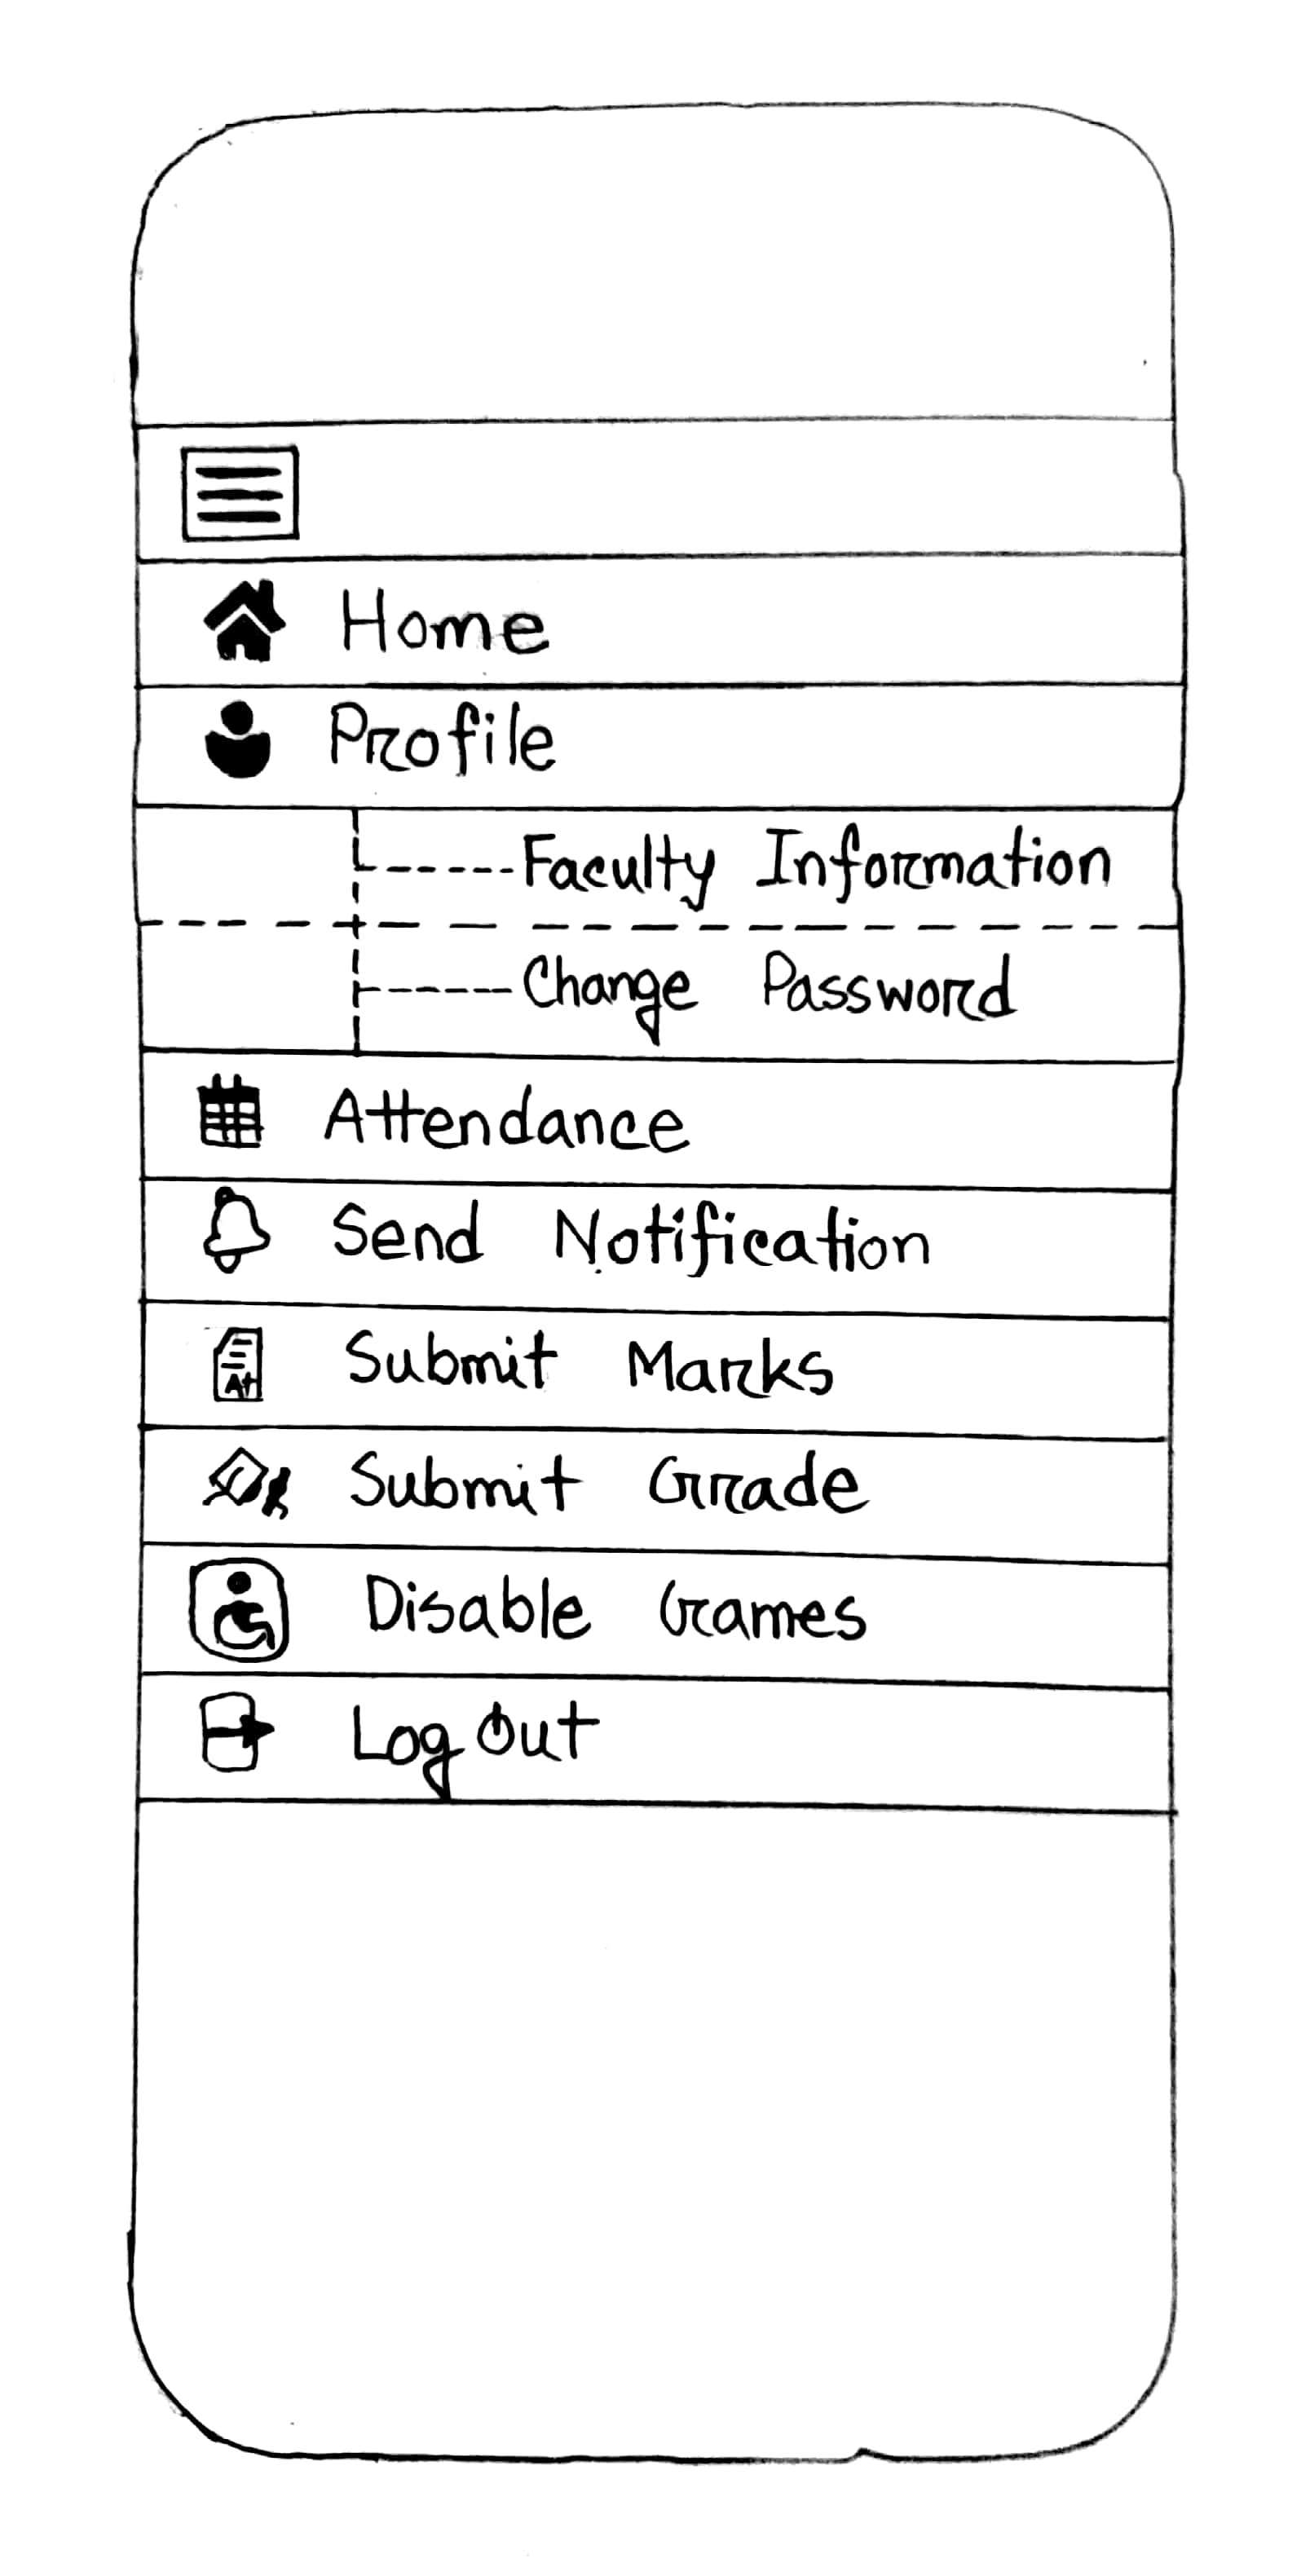 Home
Profile
Faculty Information
Change Password
Attendance
Send Notification
A+
Submit Marks
Submit Grade
Disable Games
Log Out